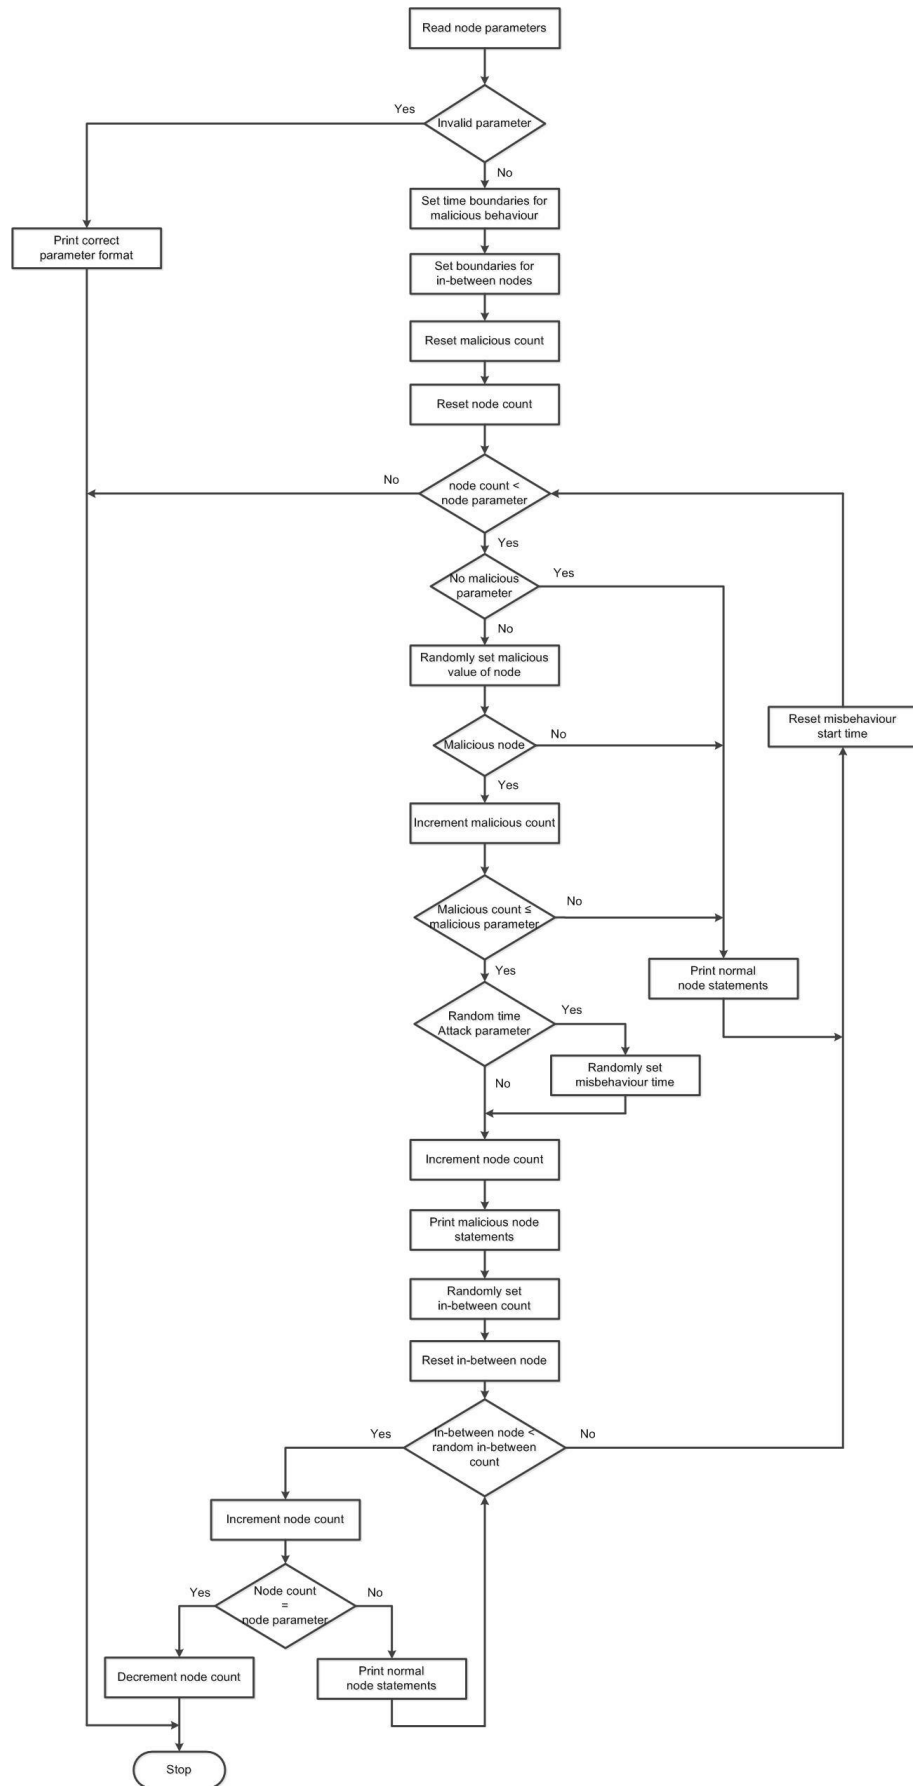 Read node parameters
Yes
Invalid parameter
No
Set time boundaries for
malicious behaviour
Print correct
parameter format
Set boundaries for
in-between nodes
Reset malicious count
Reset node count
No
node count <
node parameter
Yes
No malicious
parameter
Yes
No
Randomly set malicious
value of node
Reset misbehaviour
start time
Malicious node
No
Yes
Increment malicious count
Malicious count ≤
malicious parameter
No
Yes
Print normal
node statements
Random time
Attack parameter
Yes
Randomly set
misbehaviour time
No
Increment node count
Print malicious node
statements
Randomly set
in-between count
Reset in-between node
Yes
In-between node <
random in-between
count
No
Increment node count
Yes
Node count
=
node parameter
No
Decrement node count
Print normal
node statements
Stop